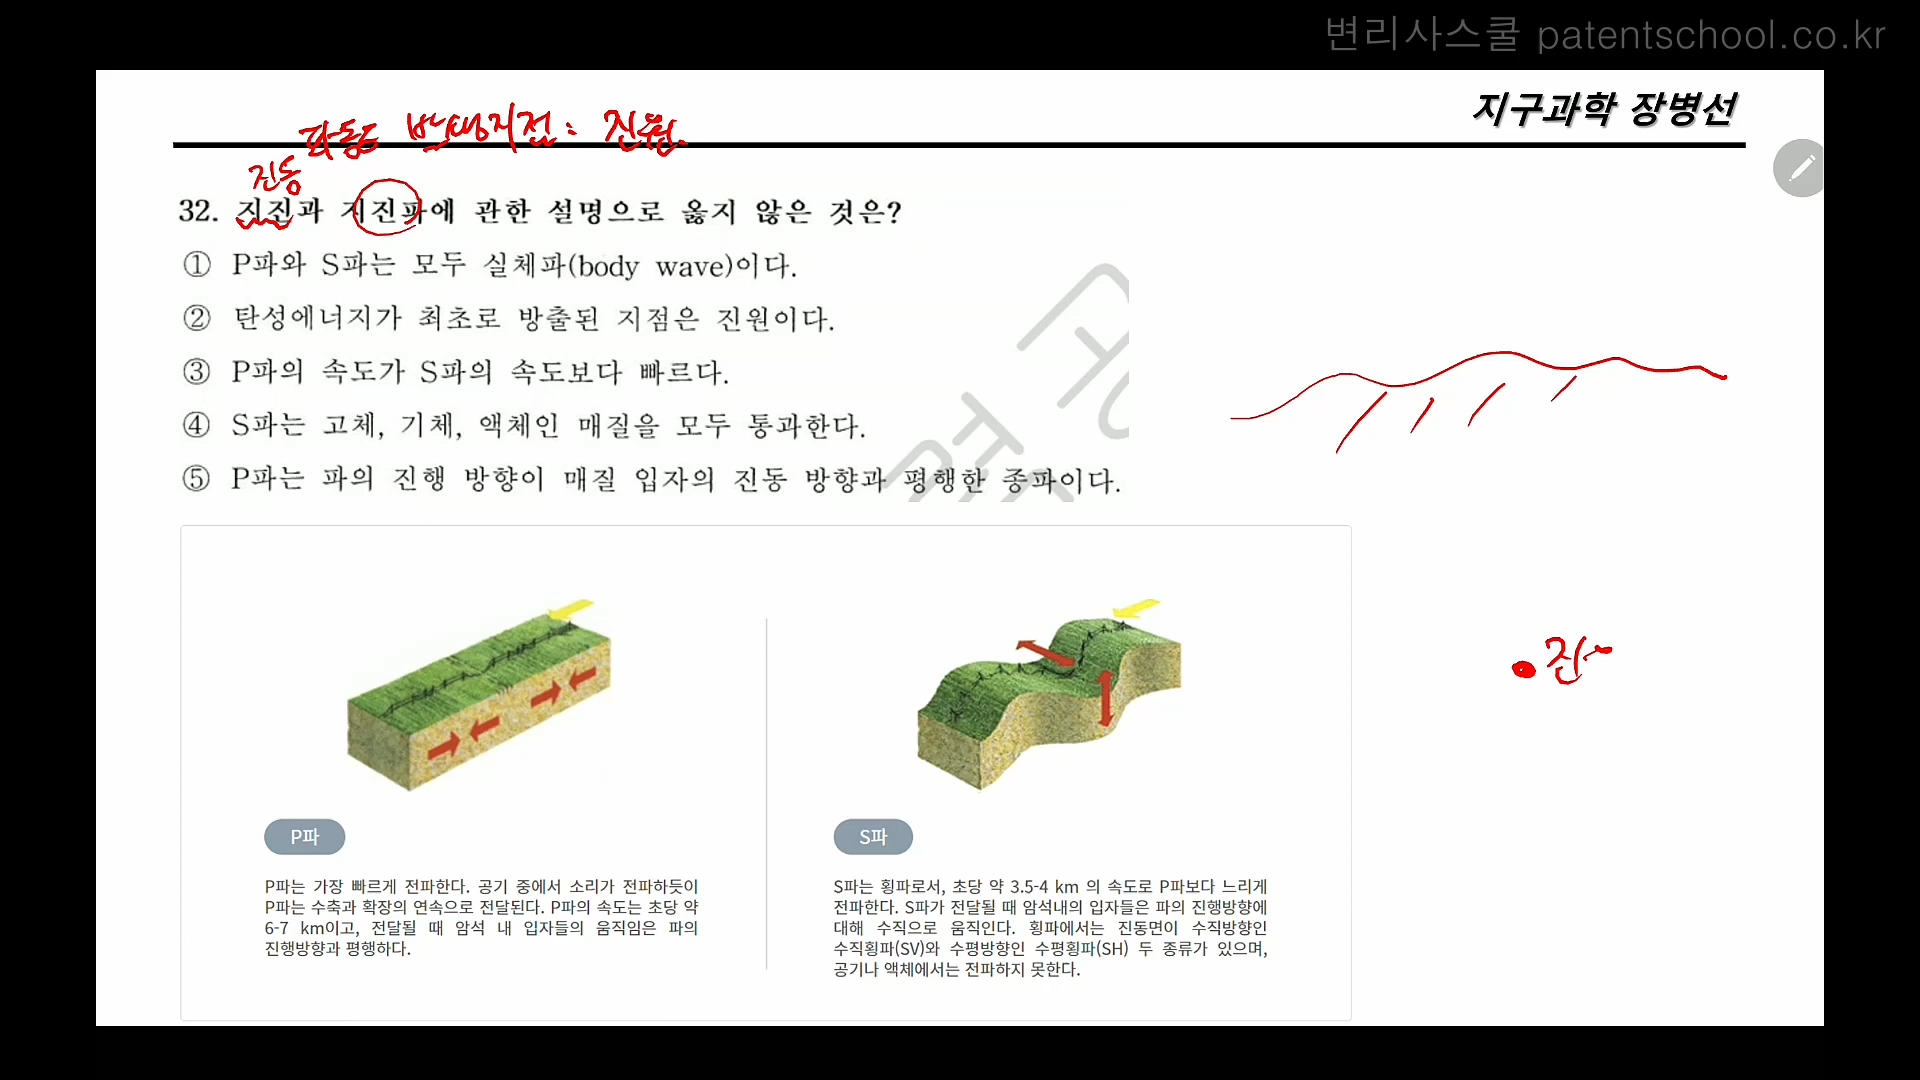 변리사스쿨 patentschool.co.kr
지구과학 장병선
파동 발생지점 : 진원.
진동
32. 지진과 지진파에 관한 설명으로 옳지 않은 것은?
① P파와 S파는 모두 실체파(body wave)이다.
② 탄성에너지가 최초로 방출된 지점은 진원이다.
③ P파의 속도가 S파의 속도보다 빠르다.
④ S파는 고체, 기체, 액체인 매질을 모두 통과한다.
⑤ P파는 파의 진행 방향이 매질 입자의 진동 방향과 평행한 종파이다.
P파
P파는 가장 빠르게 전파한다. 공기 중에서 소리가 전파하듯이
P파는 수축과 확장의 연속으로 전달된다. P파의 속도는 초당 약
6-7 km이고, 전달될 때 암석 내 입자들의 움직임은 파의
진행방향과 평행하다.
S파
S파는 횡파로서, 초당 약 3.5-4 km 의 속도로 P파보다 느리게
전파한다. S파가 전달될 때 암석내의 입자들은 파의 진행방향에
대해 수직으로 움직인다. 횡파에서는 진동면이 수직방향인
수직횡파(SV)와 수평방향인 수평횡파(SH) 두 종류가 있으며,
공기나 액체에서는 전파하지 못한다.